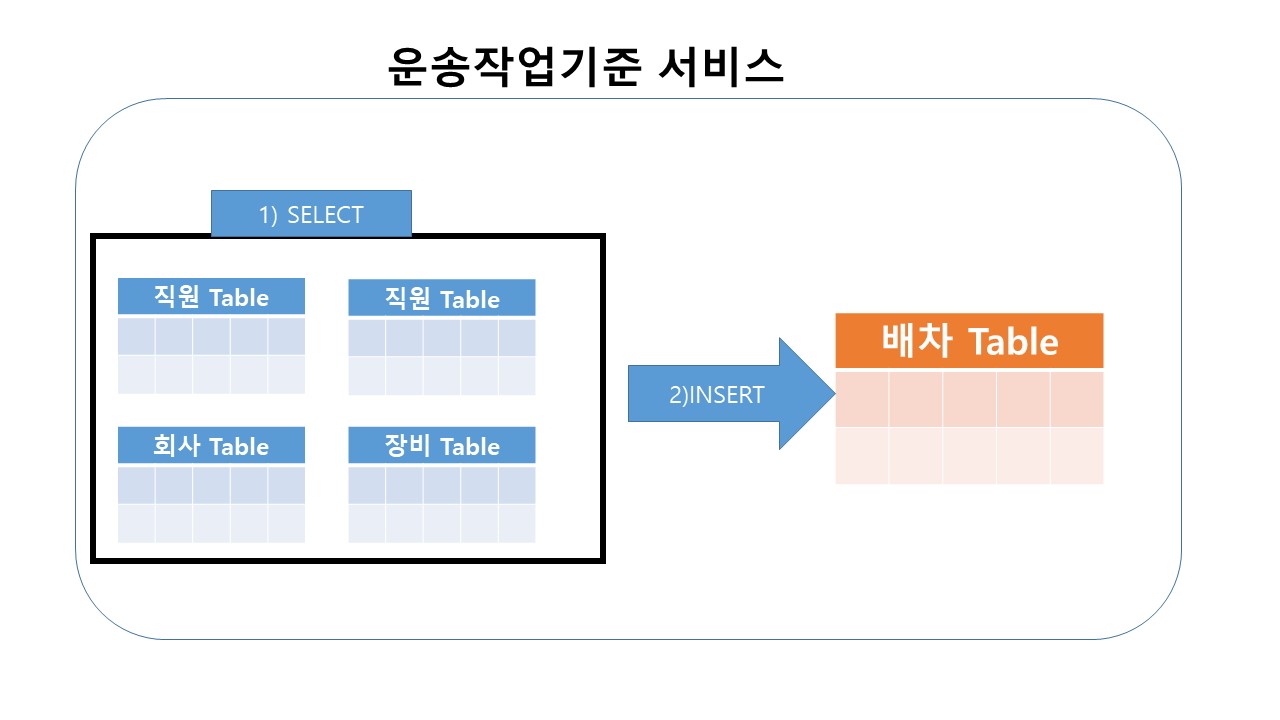 운송작업기준 서비스
1) SELECT
직원 Table
직원 Table
회사 Table
장비 Table
2)INSERT
배차 Table